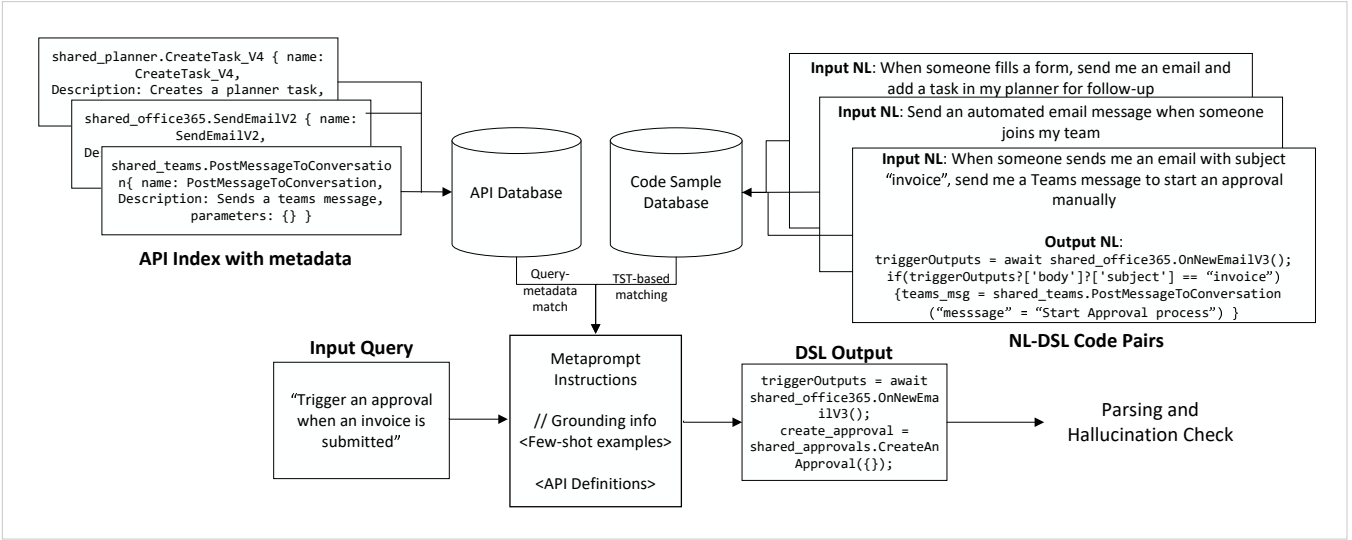 shared_planner.CreateTask_V4 { name:
CreateTask_V4,
Description: Creates a planner task,
shared_office365.SendEmailV2 { name:
SendEmailV2,
De
shared_teams.PostMessageToConversatio
n{ name: PostMessageToConversation,
Description: Sends a teams message,
parameters: {} }
API Index with metadata
API Database
Code Sample
Database
Input NL: When someone fills a form, send me an email and
add a task in my planner for follow-up
Input NL: Send an automated email message when someone
joins my team
Input NL: When someone sends me an email with subject
“invoice”, send me a Teams message to start an approval
manually
Output NL:
triggerOutputs = await shared_office365.OnNewEmailV3();
if(triggerOutputs?['body']?['subject'] == “invoice”)
{teams_msg = shared_teams.PostMessageToConversation
(“messsage” = “Start Approval process”) }
NL-DSL Code Pairs
Query-
metadata
match
TST-based
matching
Input Query
“Trigger an approval
when an invoice is
submitted”
Metaprompt
Instructions
// Grounding info
<Few-shot examples>
<API Definitions>
DSL Output
triggerOutputs = await
shared_office365.OnNewEma
ilV3();
create_approval =
shared_approvals.CreateAn
Approval({});
Parsing and
Hallucination Check